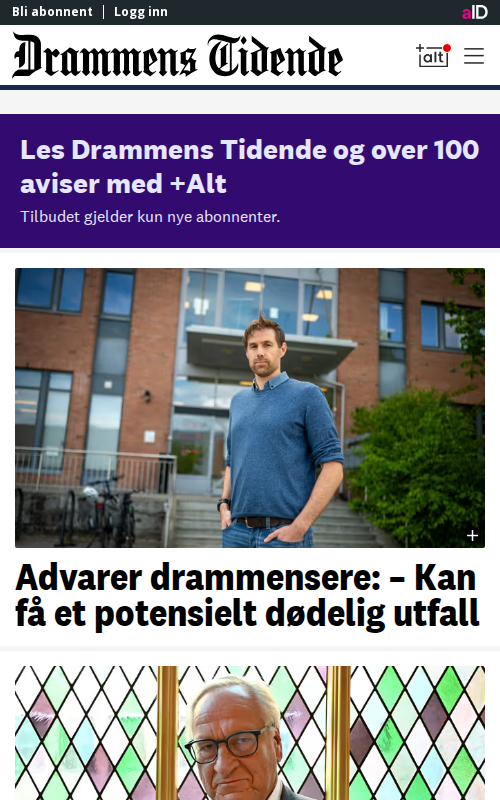 Bli abonnent | Logg inn
aID
Drammens Tidende
+alt
Les Drammens Tidende og over 100
aviser med +Alt
Tilbudet gjelder kun nye abonnenter.
Advarer drammensere: – Kan
få et potensielt dødelig utfall